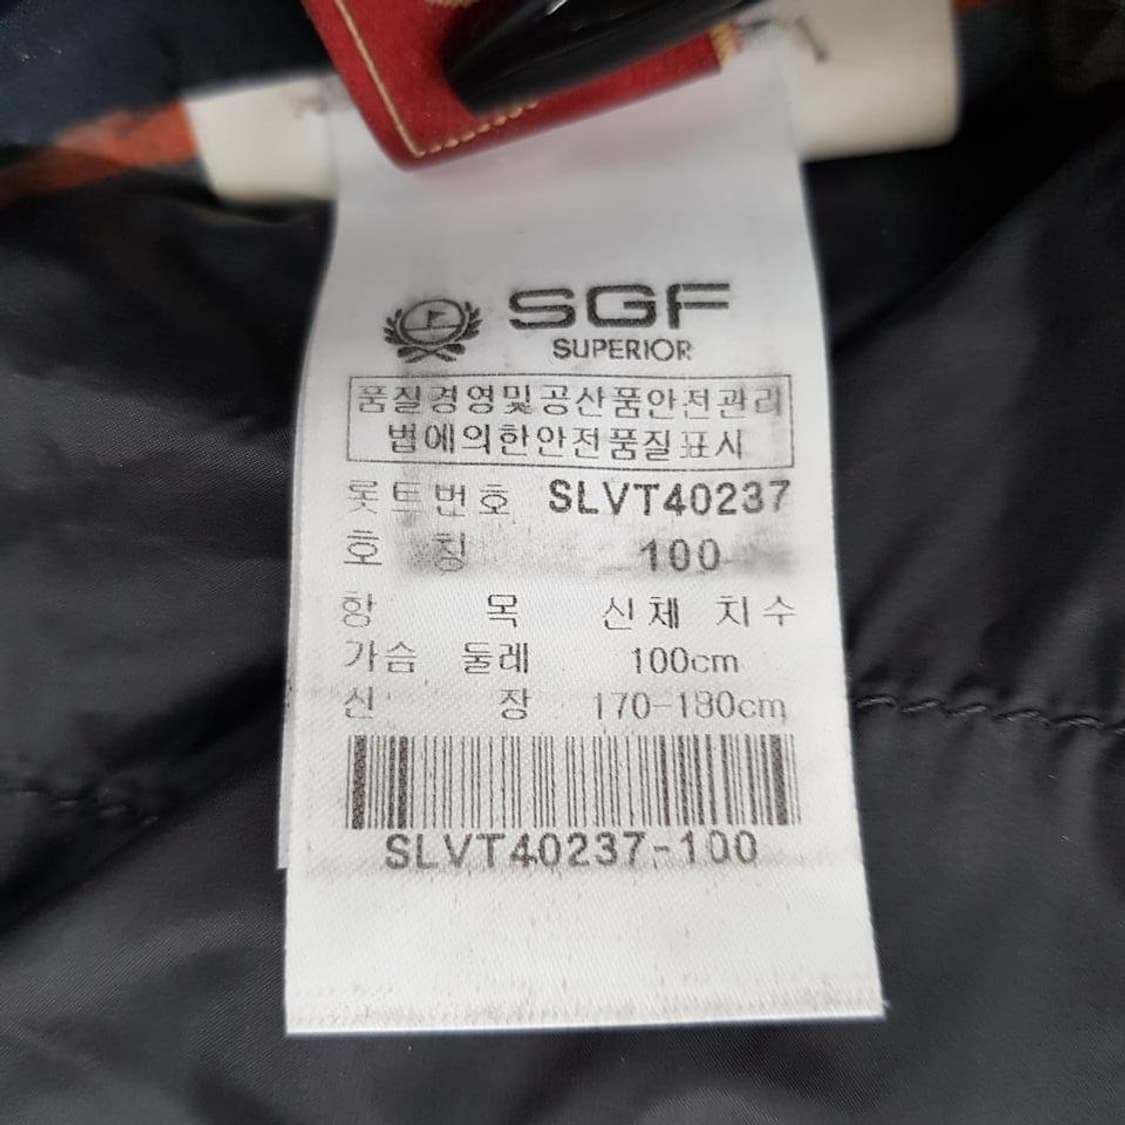 SGF
SUPERIOR
품질경영및공산품안전관리
법에의한안전품질표시
롯트번호 SLVT40237
호 칭 100
항 목 신체 치수
가슴 둘레 100cm
신 장 170-180cm
SLVT40237-100